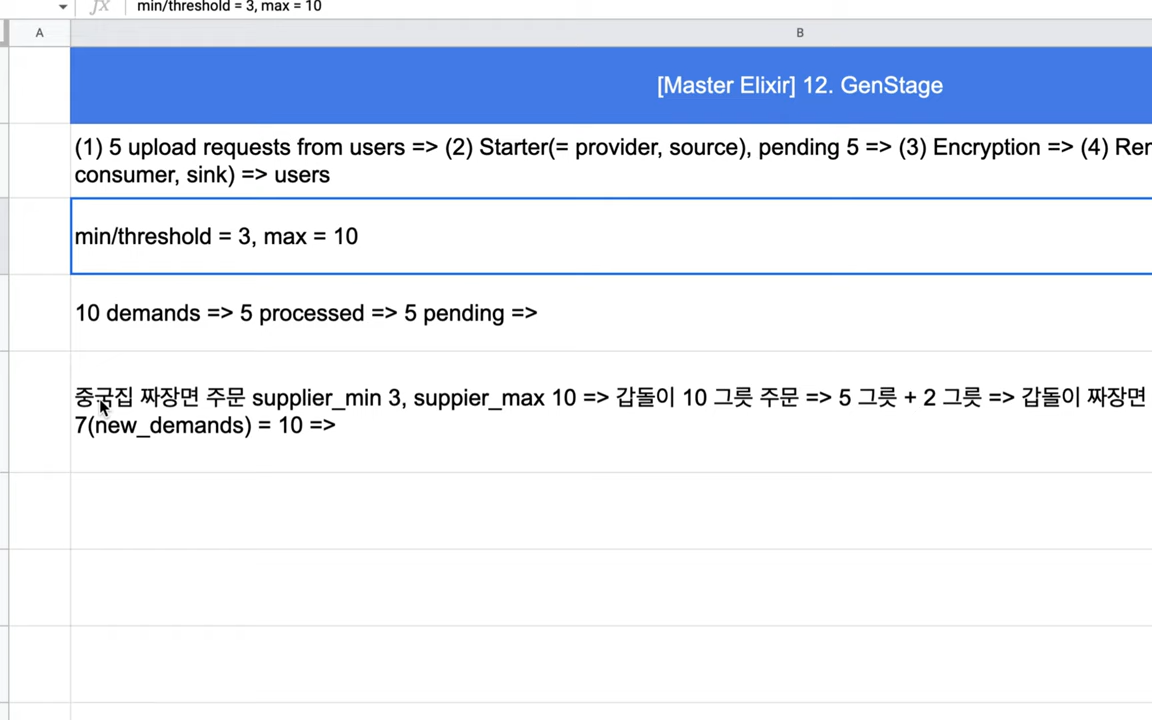 min/threshold = 3, max = 10
A
B
[Master Elixir] 12. GenStage
(1) 5 upload requests from users => (2) Starter(= provider, source), pending 5 => (3) Encryption => (4)
consumer, sink) => users
min/threshold = 3, max = 10
10 demands => 5 processed => 5 pending =>
중국집 짜장면 주문 supplier_min 3, suppier_max 10 => 갑돌이 10 그릇 주문 => 5 그릇 + 2 그릇 => 갑돌이 짜장면
7(new_demands) = 10 =>